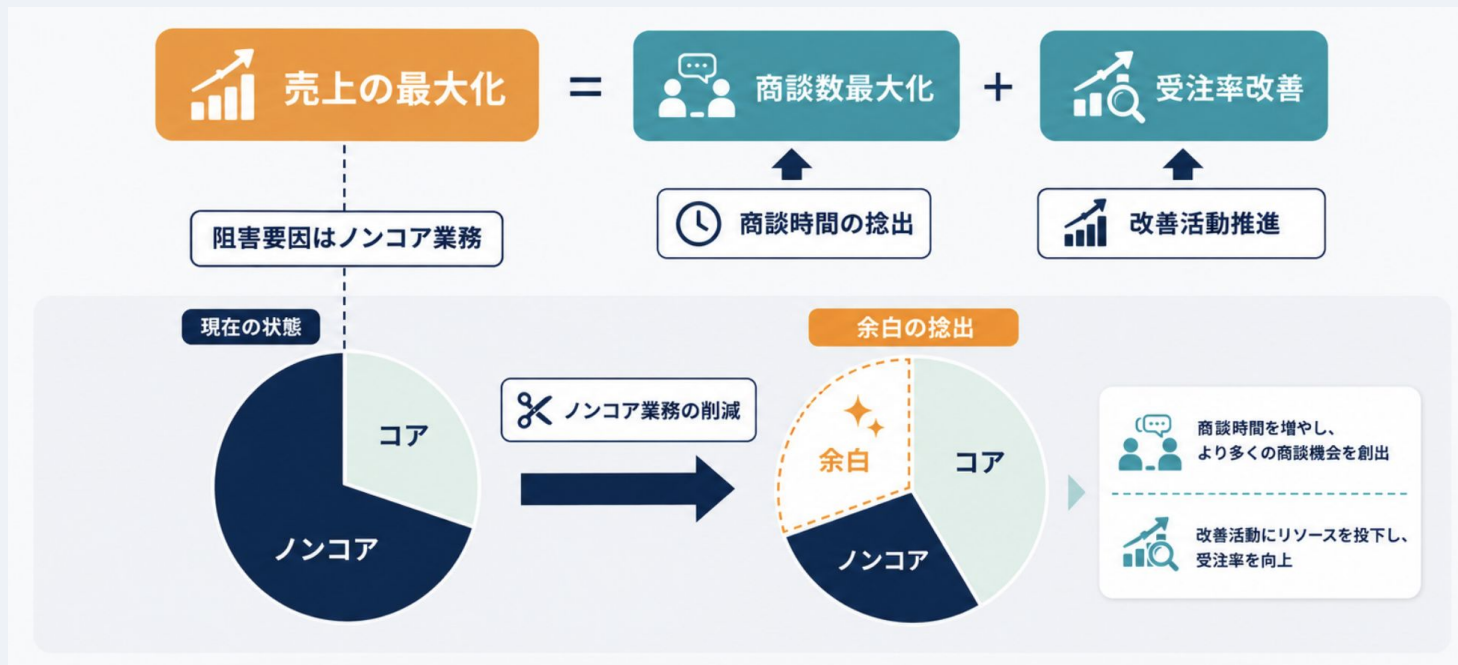 売上の最大化
=
商談数最大化
+
受注率改善
阻害要因はノンコア業務
商談時間の捻出
改善活動推進
現在の状態
コア
ノンコア
ノンコア業務の削減
余白の捻出
余白
コア
ノンコア
商談時間を増やし、
より多くの商談機会を創出
改善活動にリソースを投下し、
受注率を向上